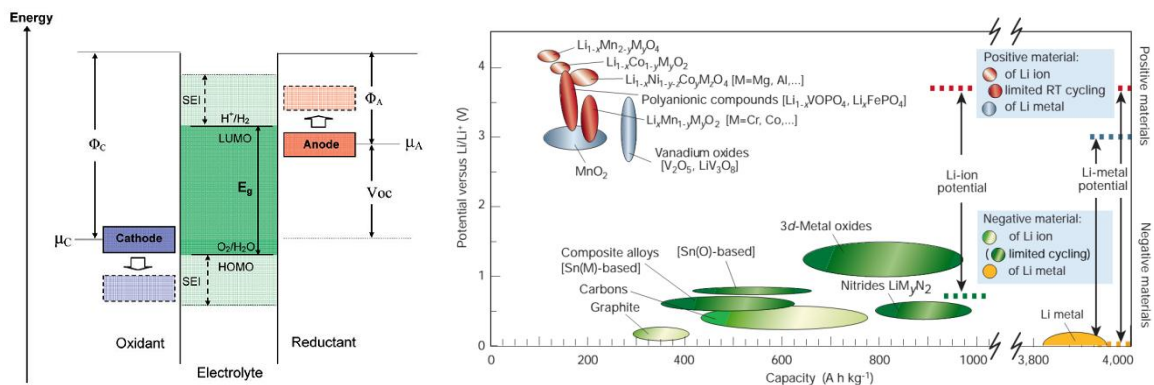 Energy
Φ_C
μ_C
Cathode
Oxidant
SEI
H⁺/H₂
LUMO
E_g
O₂/H₂O
HOMO
SEI
Electrolyte
Φ_A
Anode
μ_A
Voc
Reductant
Potential versus Li/Li⁺ (V)
4
3
2
1
0
Li₁₋ₓMn₂₋yMyO₄
Li₁₋ₓCo₁₋yMyO₂
Li₁₋ₓNi₁₋y₋zCoyMzO₄ [M=Mg, Al,...]
Polyanionic compounds [Li₁₋ₓVOPO₄, LiₓFePO₄]
LiₓMn₁₋yMyO₂ [M=Cr, Co,...]
Vanadium oxides
[V₂O₅, LiV₃O₈]
MnO₂
Positive material:
of Li ion
limited RT cycling
of Li metal
Li-ion
potential
Li-metal
potential
Negative material:
of Li ion
( limited cycling)
of Li metal
3d-Metal oxides
[Sn(O)-based]
Composite alloys
[Sn(M)-based]
Carbons
Graphite
Nitrides LiMyN₂
Li metal
Positive materials
Negative materials
0 200 400 600 800 1000 3,800 4,000
Capacity (A h kg⁻¹)